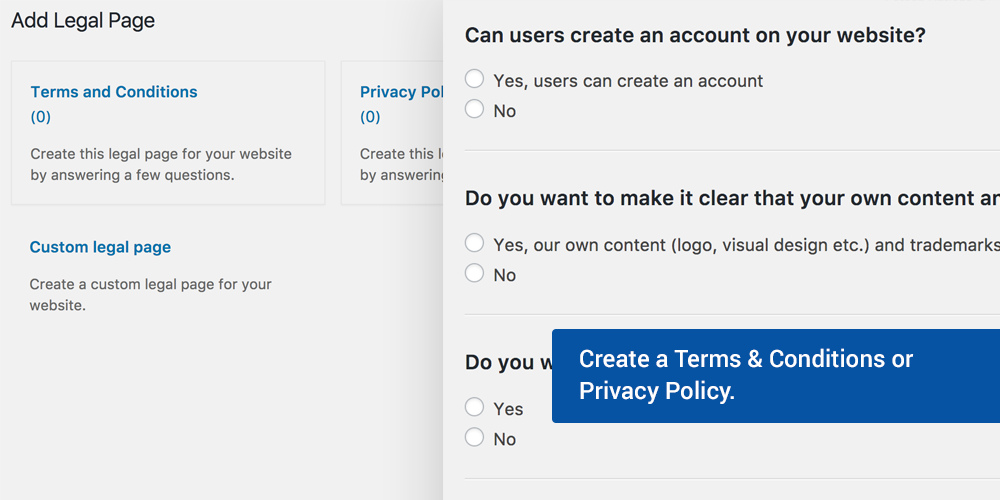 Add Legal Page
Terms and Conditions
(0)
Create this legal page for your website
by answering a few questions.
Privacy Pol
(0)
Create this l
by answering
Custom legal page
Create a custom legal page for your
website.
Can users create an account on your website?
Yes, users can create an account
No
Do you want to make it clear that your own content an
Yes, our own content (logo, visual design etc.) and trademarks
No
Do you w
Yes
No
Create a Terms & Conditions or
Privacy Policy.